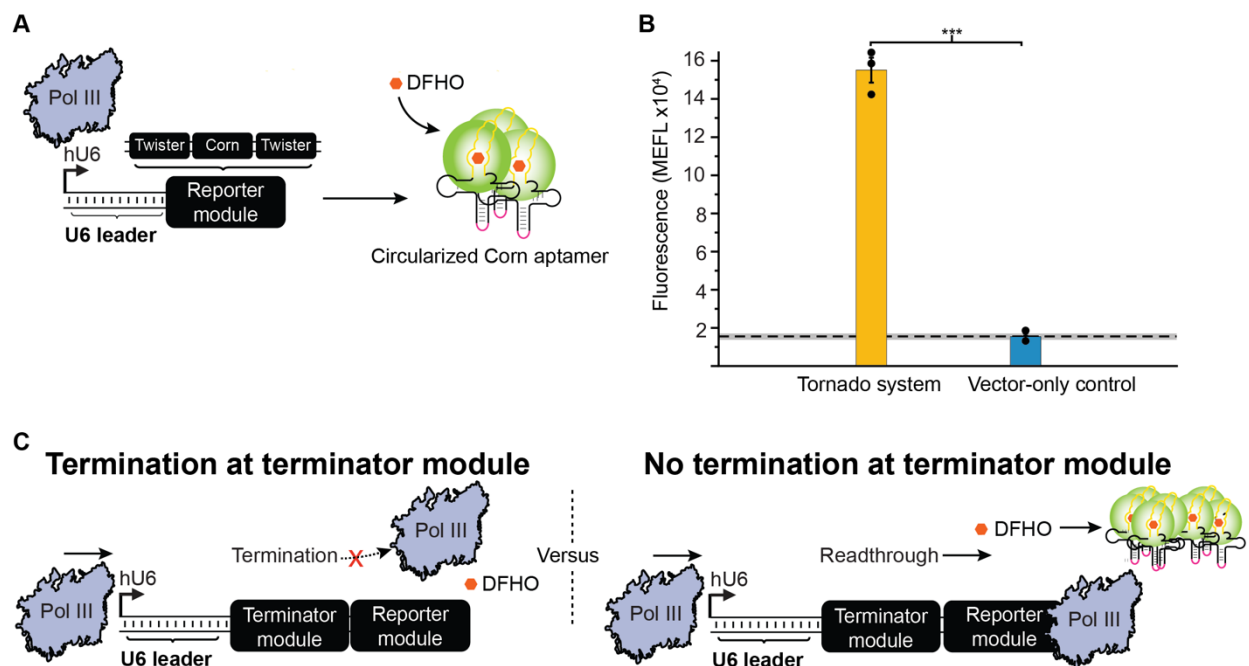 A
Pol III
hU6
Twister Corn Twister
Reporter
module
U6 leader
DFHO
Circularized Corn aptamer
B
***
Fluorescence (MEFL x10⁴)
16
14
12
10
8
6
4
2
Tornado system
Vector-only control
C
Termination at terminator module
Pol III
hU6
Termination
X
Pol III
DFHO
Terminator
module
Reporter
module
U6 leader
Versus
No termination at terminator module
Pol III
hU6
Readthrough
DFHO
Terminator
module
Reporter
module
Pol III
U6 leader